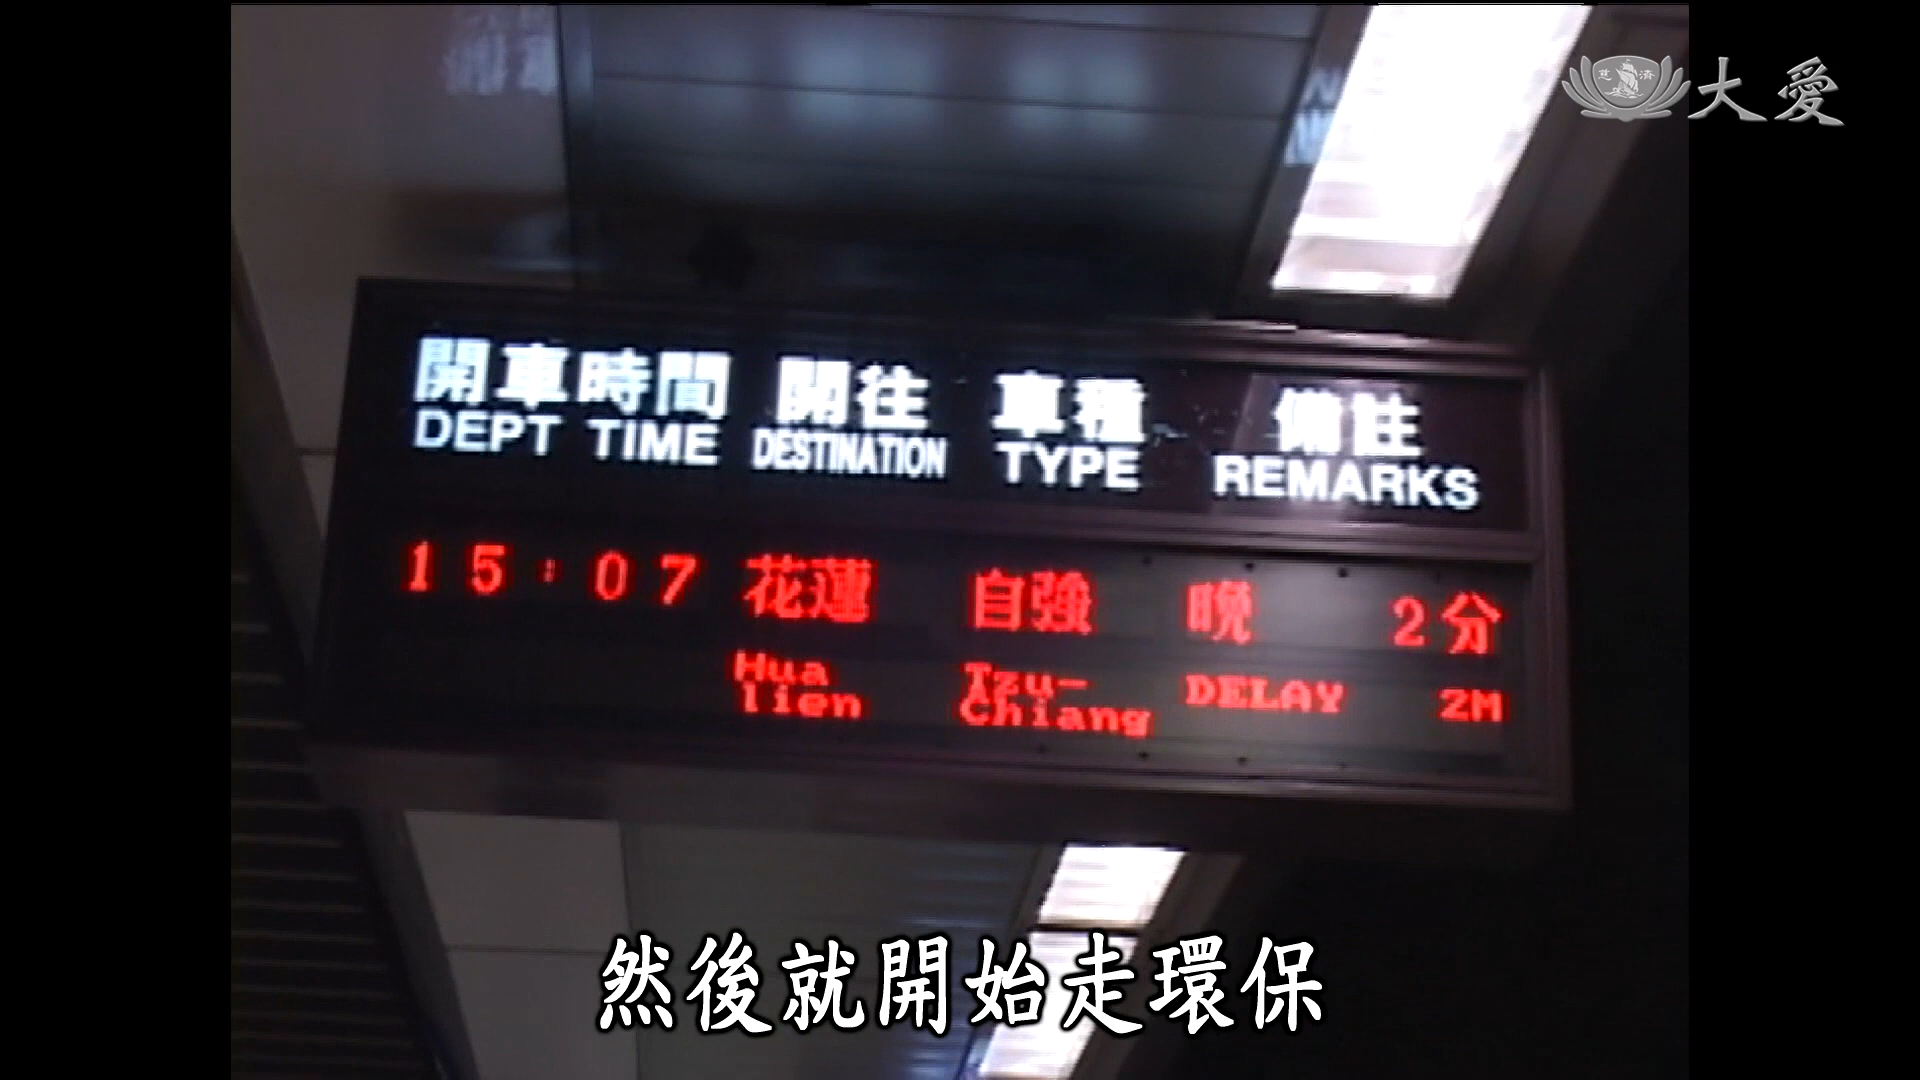 慈濟 大愛
開車時間 開往 車種 備註
DEPT TIME DESTINATION TYPE REMARKS
15:07 花蓮 自強 晚 2分
Hua Tzu- DELAY 2M
lien Chiang
然後就開始走環保